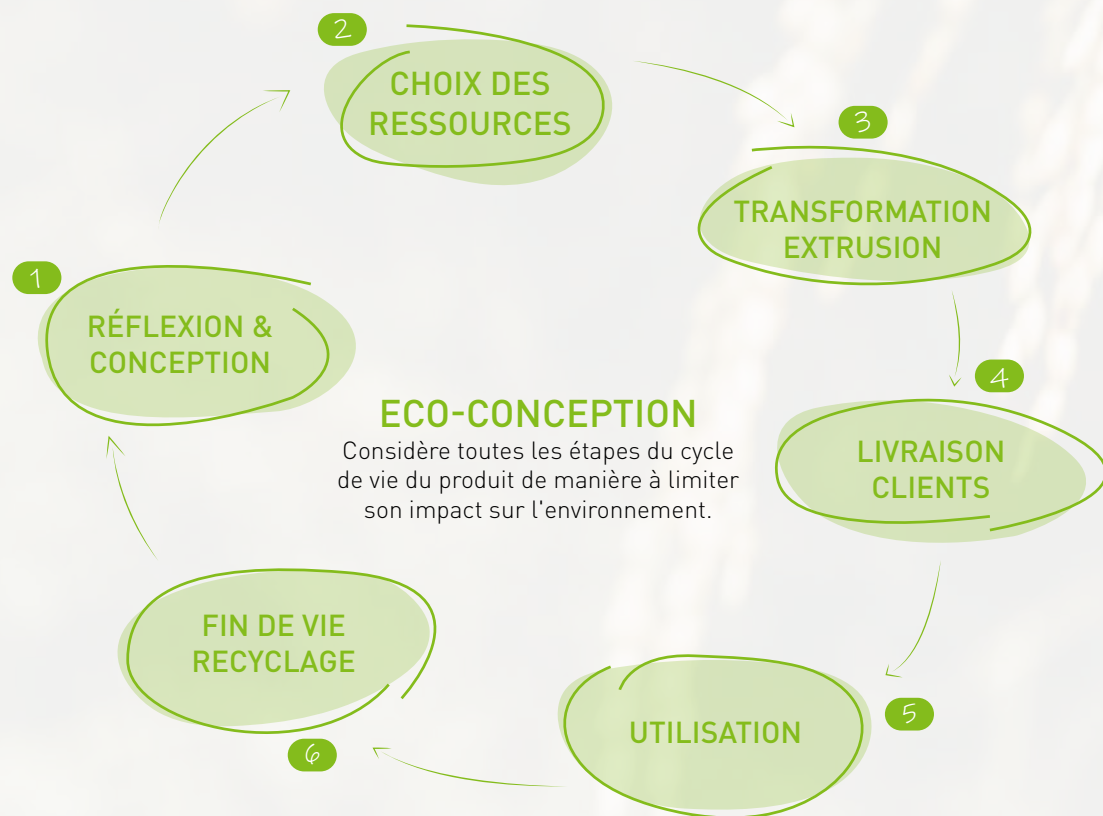 1
RÉFLEXION &
CONCEPTION
2
CHOIX DES
RESSOURCES
3
TRANSFORMATION
EXTRUSION
4
LIVRAISON
CLIENTS
5
UTILISATION
6
FIN DE VIE
RECYCLAGE
ECO-CONCEPTION
Considère toutes les étapes du cycle
de vie du produit de manière à limiter
son impact sur l'environnement.